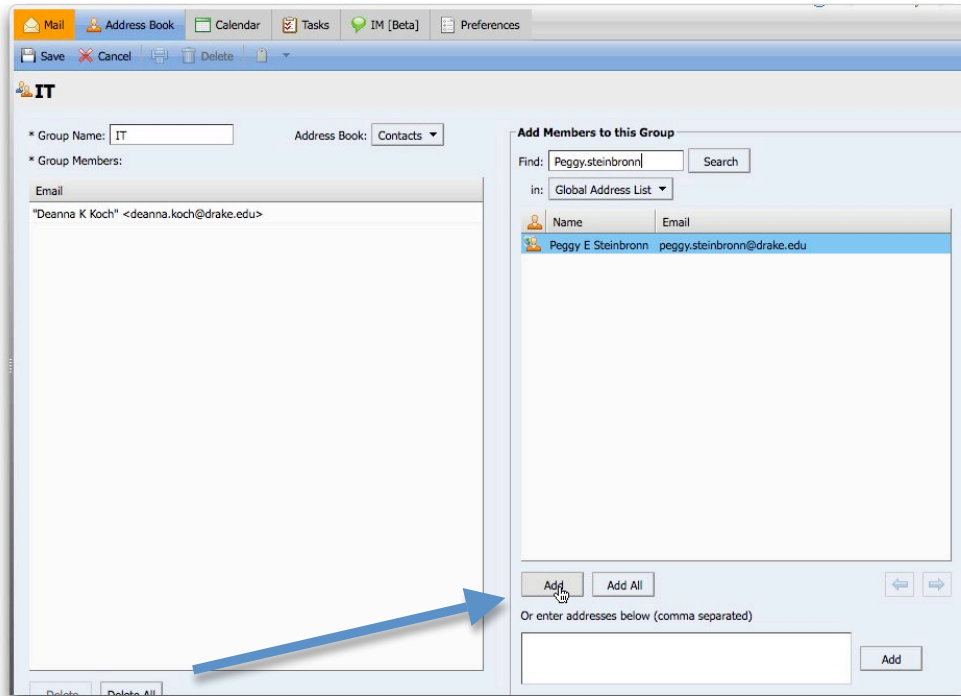 Mail Address Book Calendar Tasks IM [Beta] Preferences
Save Cancel Delete
IT
* Group Name: IT Address Book: Contacts
* Group Members:
Email
"Deanna K Koch" <deanna.koch@drake.edu>
Add Members to this Group
Find: Peggy.steinbronn Search
in: Global Address List
Name Email
Peggy E Steinbronn peggy.steinbronn@drake.edu
Add Add All
Or enter addresses below (comma separated)
Add
Delete Delete All